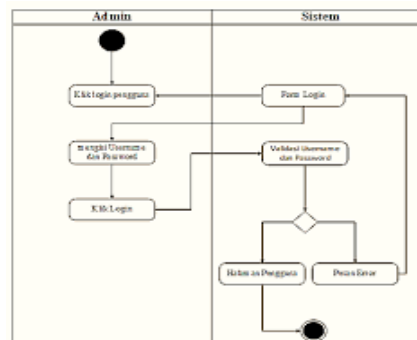 Admin
Sistem
Klik login pengguna
Form Login
mengisi Username
dan Password
Validasi Username
dan Password
Klik Login
Halaman Pengguna
Pesan Error